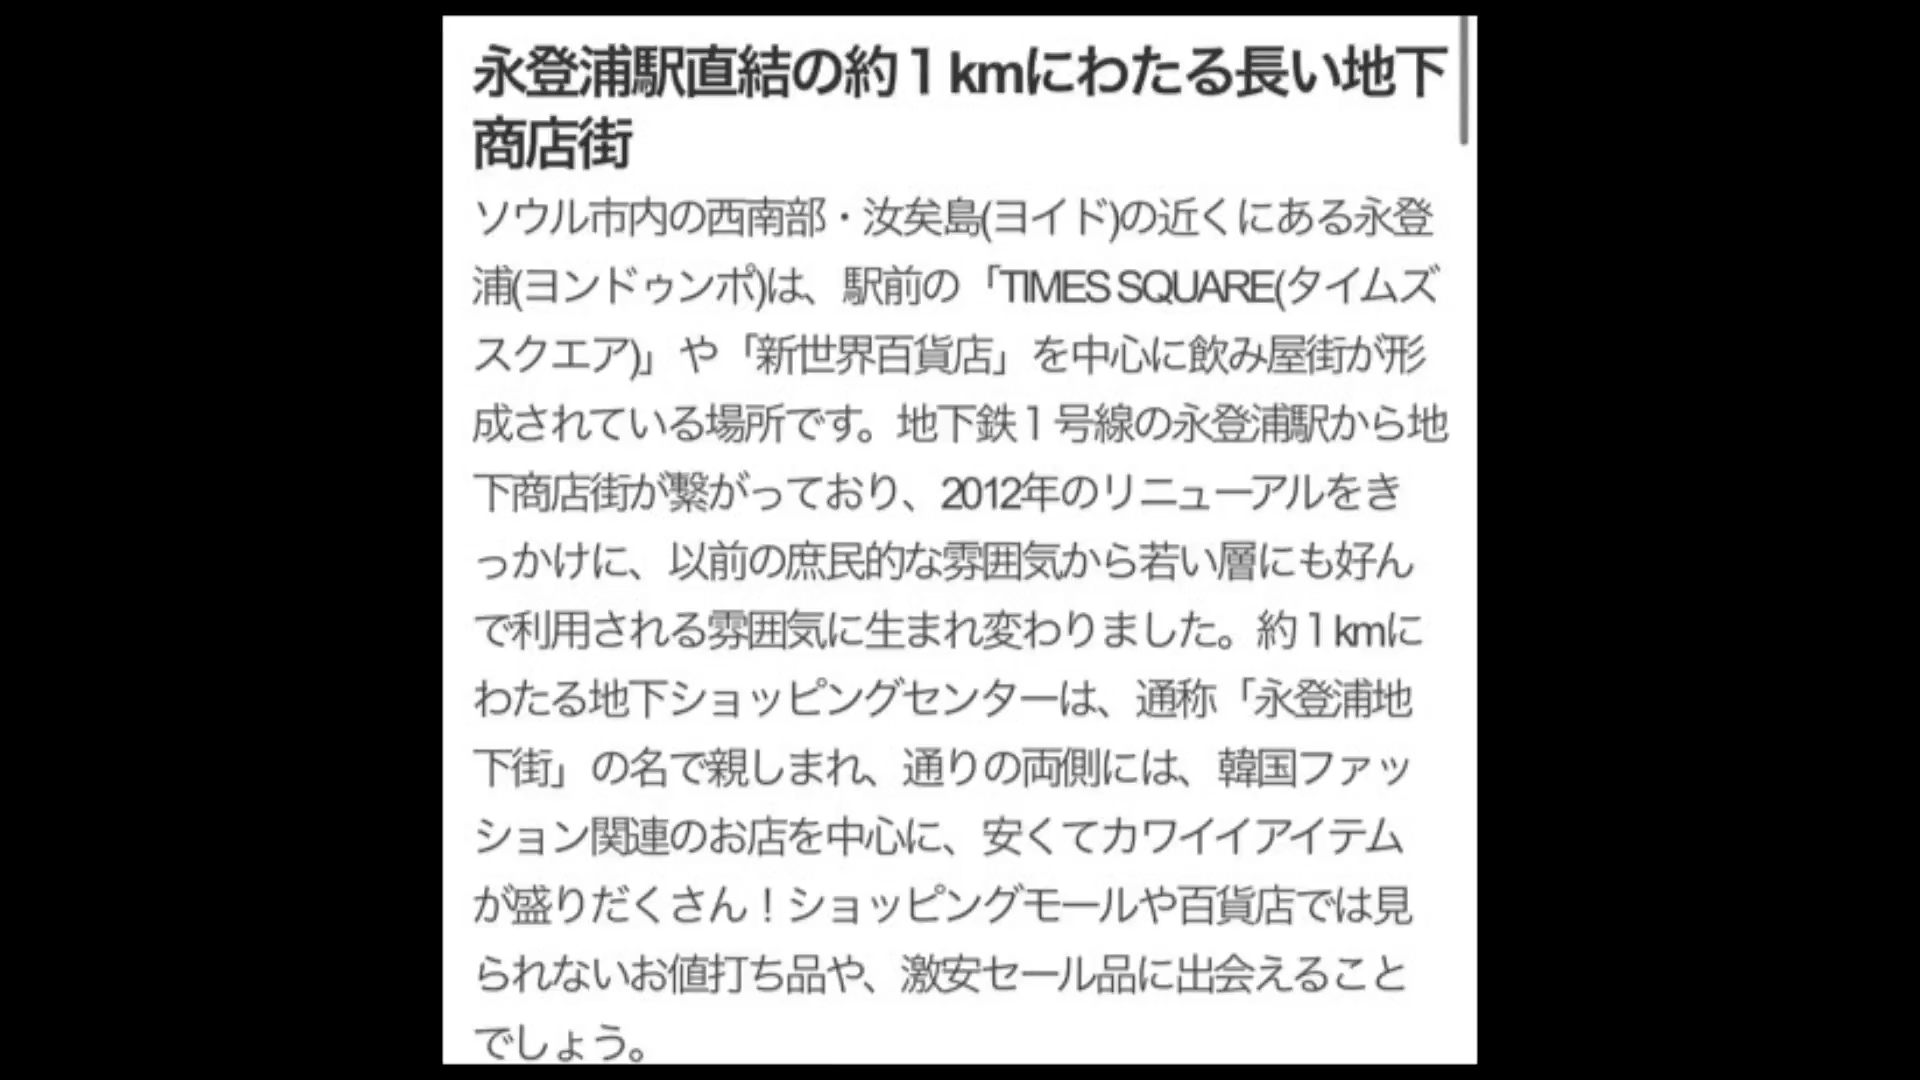 永登浦駅直結の約１kmにわたる長い地下
商店街
ソウル市内の西南部・汝矣島(ヨイド)の近くにある永登
浦(ヨンドゥンポ)は、駅前の「TIMES SQUARE(タイムズ
スクエア)」や「新世界百貨店」を中心に飲み屋街が形
成されている場所です。地下鉄１号線の永登浦駅から地
下商店街が繋がっており、2012年のリニューアルをき
っかけに、以前の庶民的な雰囲気から若い層にも好ん
で利用される雰囲気に生まれ変わりました。約１kmに
わたる地下ショッピングセンターは、通称「永登浦地
下街」の名で親しまれ、通りの両側には、韓国ファッ
ション関連のお店を中心に、安くてカワイイアイテム
が盛りだくさん！ショッピングモールや百貨店では見
られないお値打ち品や、激安セール品に出会えること
でしょう。